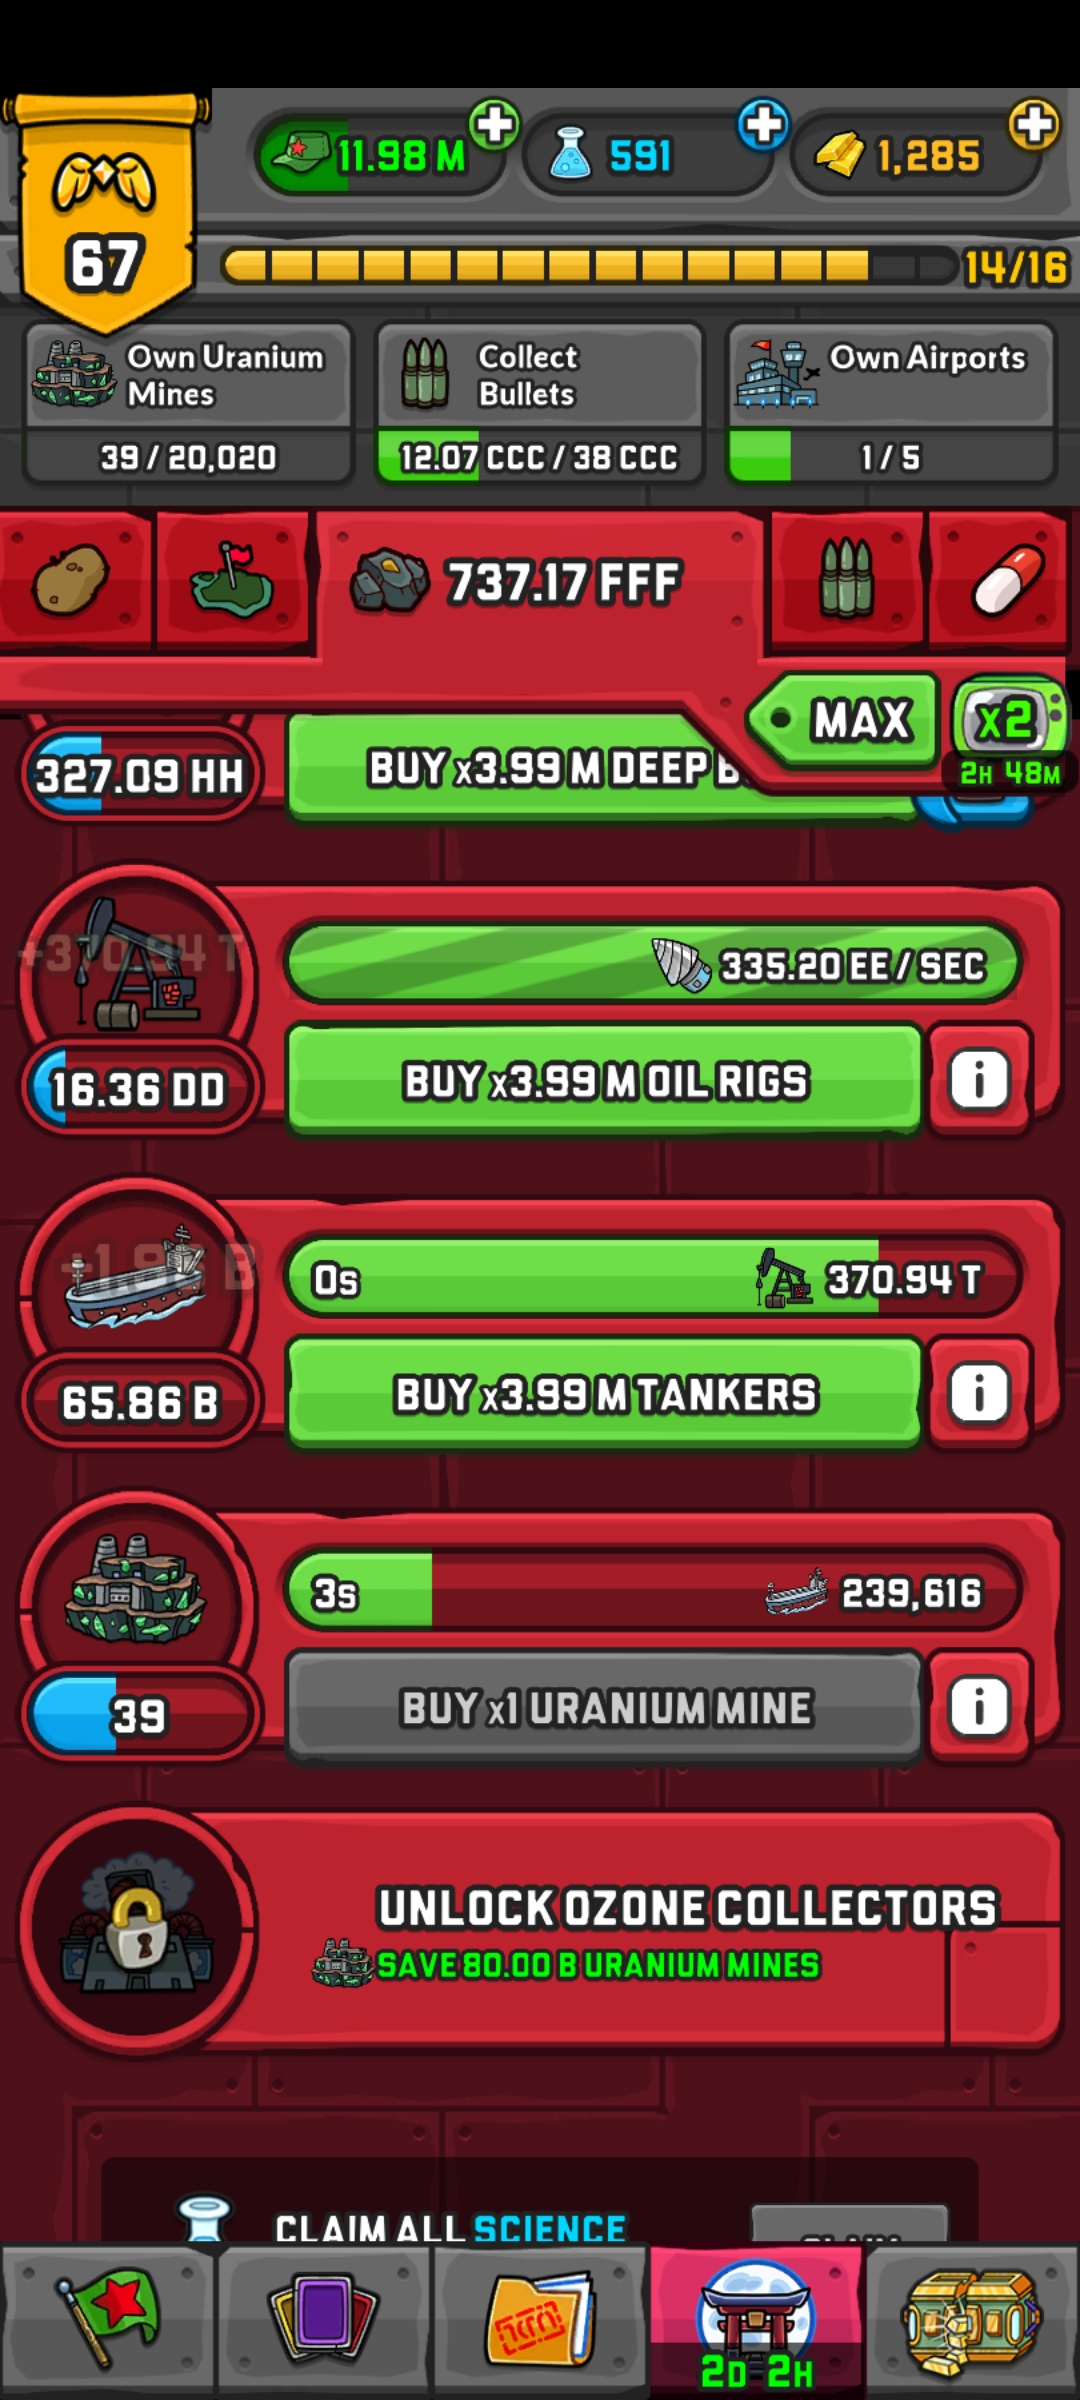 67
11.98 M
591
1,285
14/16
Own Uranium
Mines
39 / 20,020
Collect
Bullets
12.07 CCC / 38 CCC
Own Airports
1 / 5
737.17 FFF
MAX
x2
2H 48M
327.09 HH
BUY x3.99 M DEEP B
+370.94 T
335.20 EE / SEC
16.36 DD
BUY x3.99 M OIL RIGS
0s
370.94 T
65.86 B
BUY x3.99 M TANKERS
3s
239,616
39
BUY x1 URANIUM MINE
UNLOCK OZONE COLLECTORS
SAVE 80.00 B URANIUM MINES
CLAIM ALL SCIENCE
2D 2H